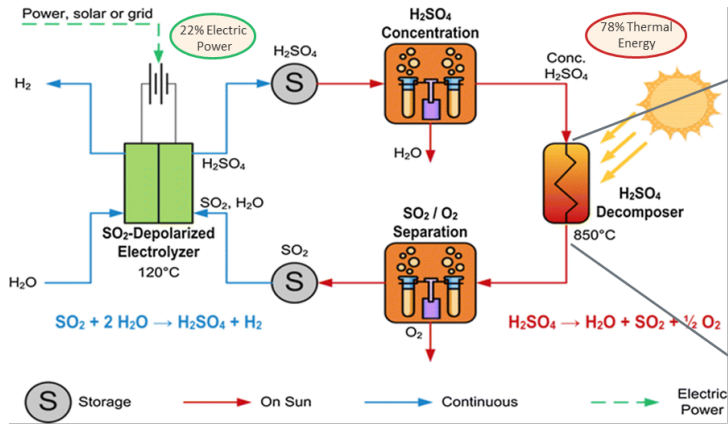 Power, solar or grid
22% Electric
Power
H₂SO₄
Concentration
78% Thermal
Energy
H₂SO₄
Conc.
H₂SO₄
H₂
S
H₂O
H₂SO₄
SO₂, H₂O
SO₂-Depolarized
Electrolyzer
120°C
SO₂ / O₂
Separation
H₂SO₄
Decomposer
850°C
SO₂
S
H₂O
O₂
SO₂ + 2 H₂O → H₂SO₄ + H₂
H₂SO₄ → H₂O + SO₂ + ½ O₂
S Storage
On Sun
Continuous
Electric
Power